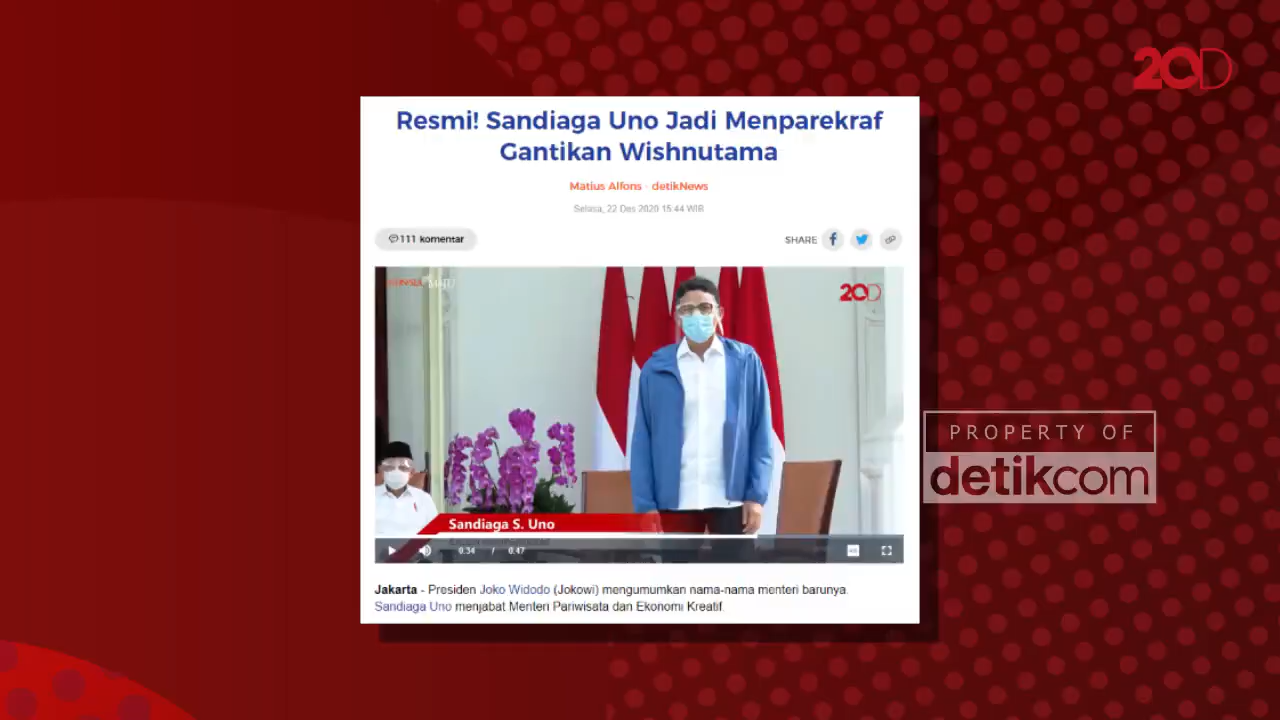 20D
Resmi! Sandiaga Uno Jadi Menparekraf
Gantikan Wishnutama
Matius Alfons - detikNews
Selasa, 22 Des 2020 15:44 WIB
111 komentar
SHARE
20D
Sandiaga S. Uno
0:34 / 0:47
HD
Jakarta - Presiden Joko Widodo (Jokowi) mengumumkan nama-nama menteri barunya.
Sandiaga Uno menjabat Menteri Pariwisata dan Ekonomi Kreatif.
PROPERTY OF
detikcom